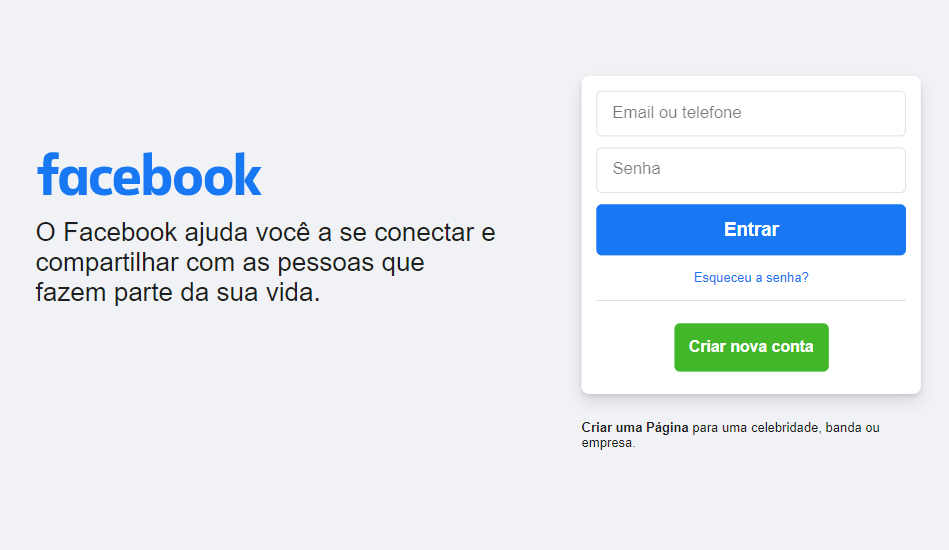 facebook
O Facebook ajuda você a se conectar e
compartilhar com as pessoas que
fazem parte da sua vida.
Email ou telefone
Senha
Entrar
Esqueceu a senha?
Criar nova conta
Criar uma Página para uma celebridade, banda ou
empresa.